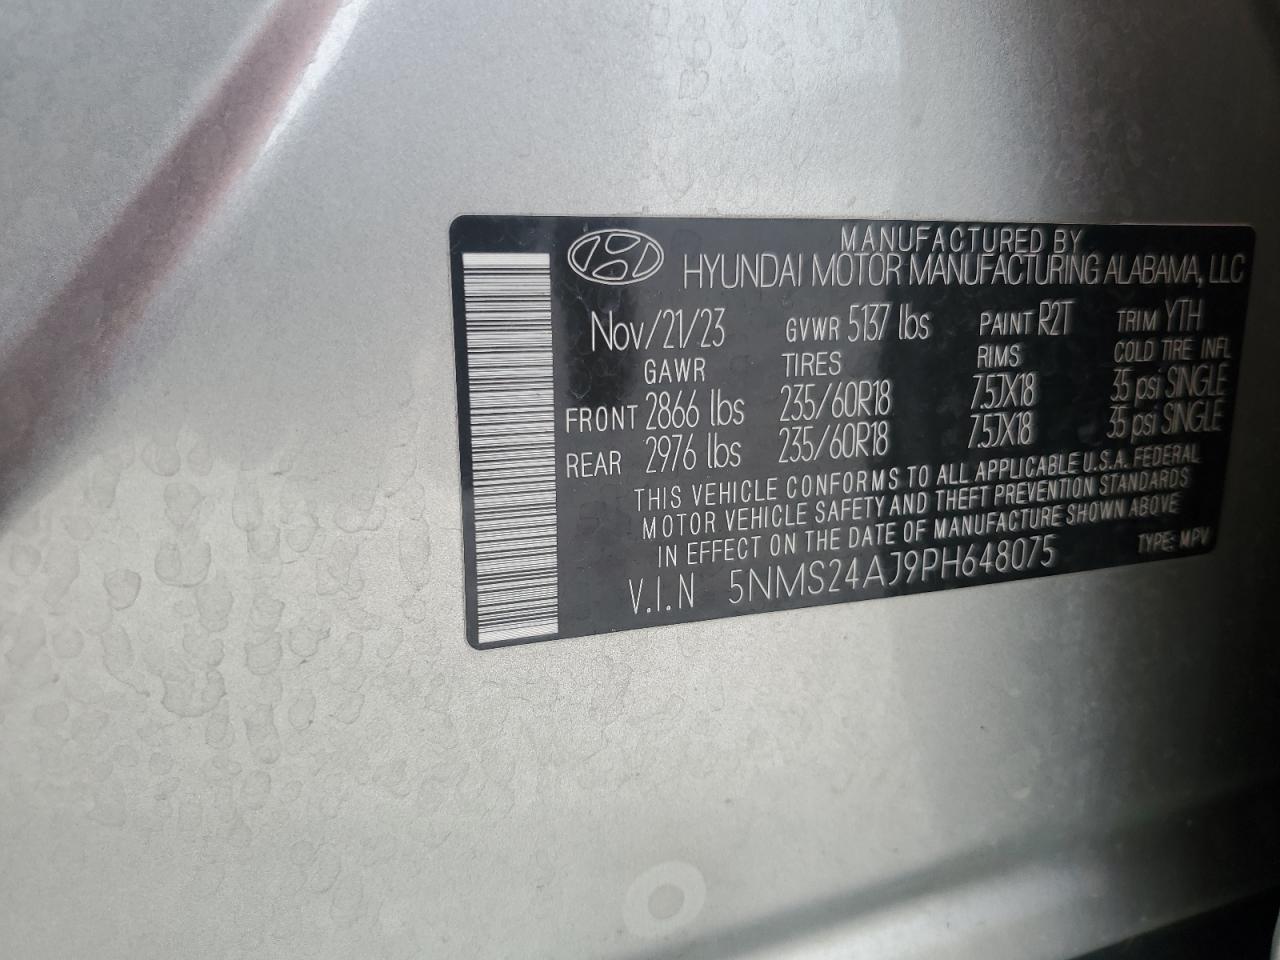 MANUFACTURED BY
HYUNDAI MOTOR MANUFACTURING ALABAMA, LLC
Nov/21/23 GVWR 5137 lbs PAINT R2T TRIM YTH
GAWR TIRES RIMS COLD TIRE INFL
FRONT 2866 lbs 235/60R18 7.5JX18 35 psi SINGLE
REAR 2976 lbs 235/60R18 7.5JX18 35 psi SINGLE
THIS VEHICLE CONFORMS TO ALL APPLICABLE U.S.A. FEDERAL
MOTOR VEHICLE SAFETY AND THEFT PREVENTION STANDARDS
IN EFFECT ON THE DATE OF MANUFACTURE SHOWN ABOVE
V.I.N 5NMS24AJ9PH648075 TYPE: MPV